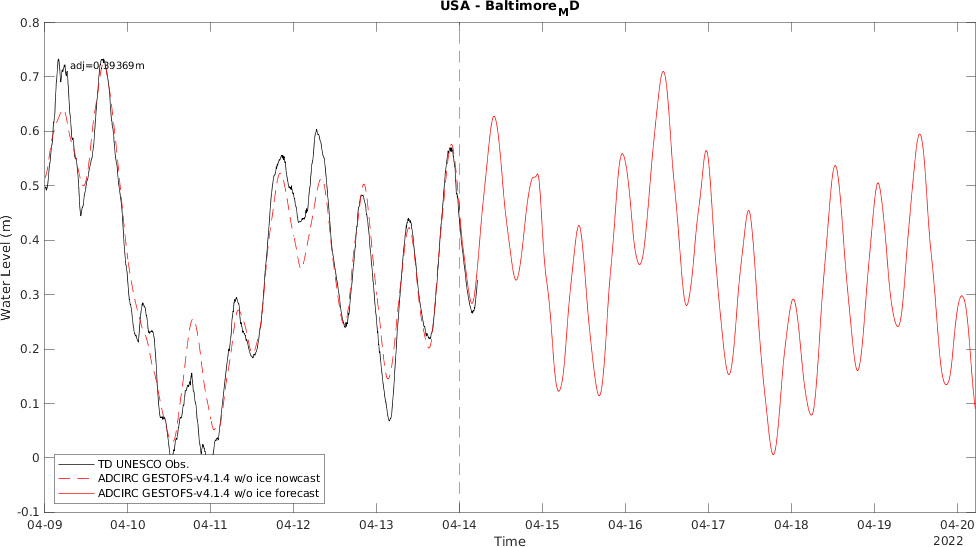 USA - Baltimore_MD
0.8
0.7
0.6
0.5
0.4
0.3
0.2
0.1
0
-0.1
Water Level (m)
adj=0.39369m
TD UNESCO Obs.
ADCIRC GESTOFS-v4.1.4 w/o ice nowcast
ADCIRC GESTOFS-v4.1.4 w/o ice forecast
04-09 04-10 04-11 04-12 04-13 04-14 04-15 04-16 04-17 04-18 04-19 04-20
Time
2022